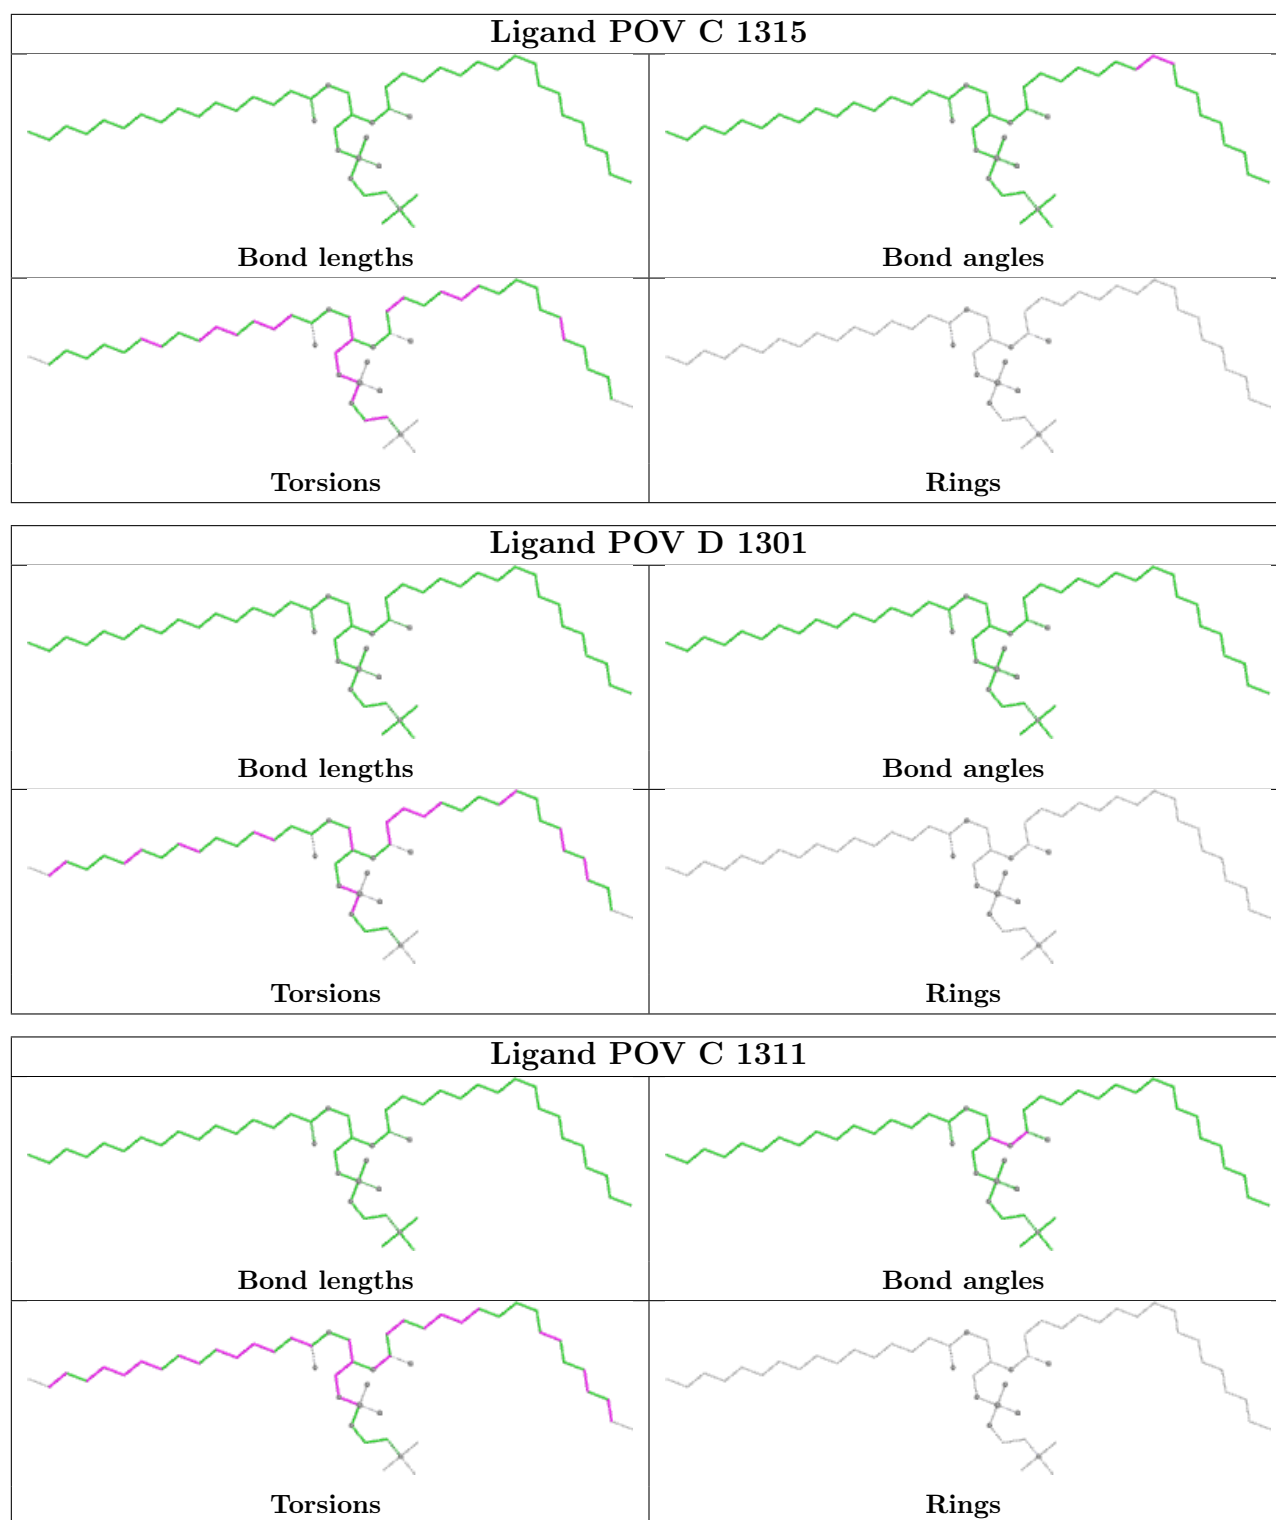 Ligand POV C 1315
Bond lengths
Bond angles
Torsions
Rings
Ligand POV D 1301
Bond lengths
Bond angles
Torsions
Rings
Ligand POV C 1311
Bond lengths
Bond angles
Torsions
Rings